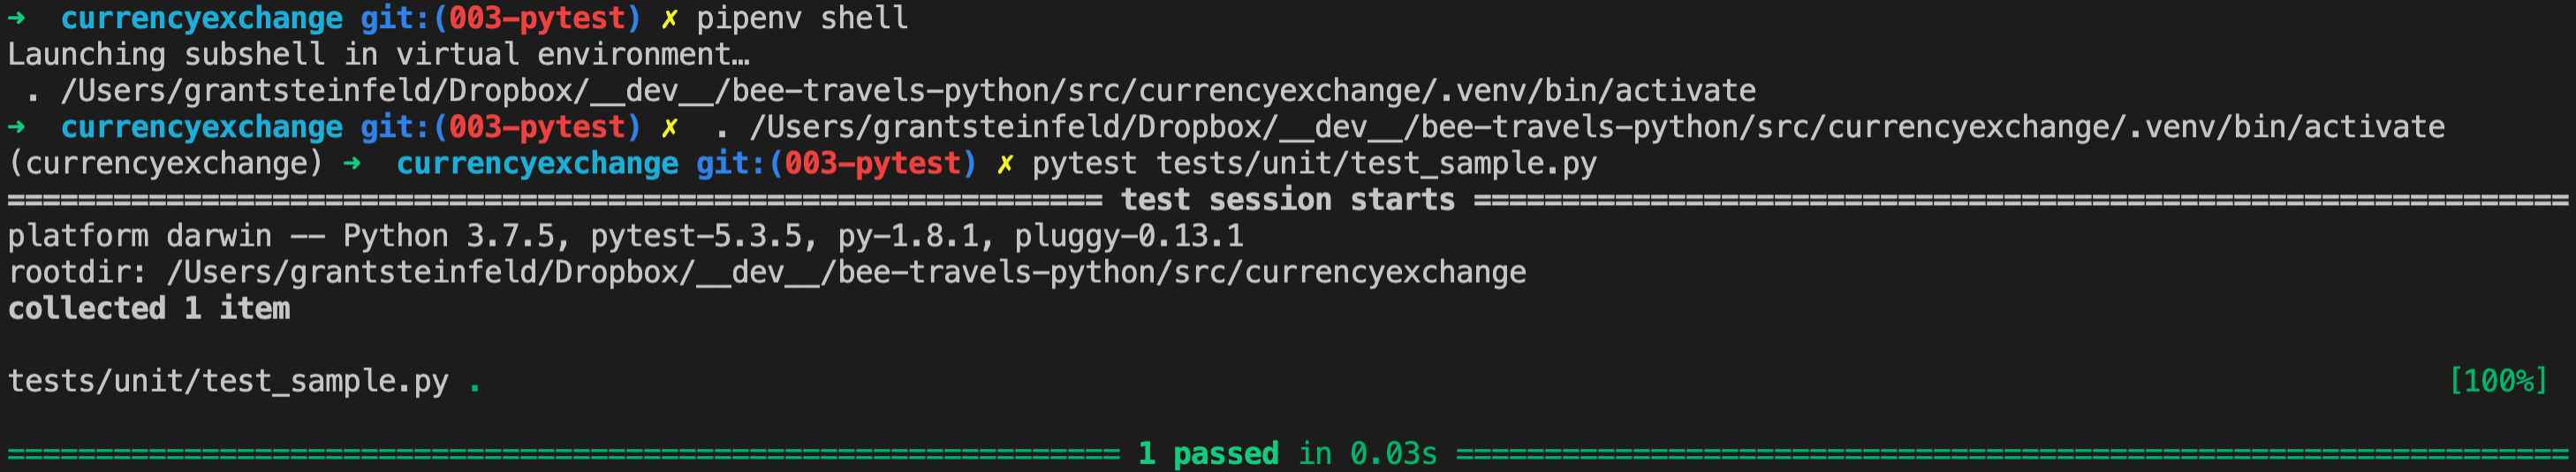 ➜  currencyexchange git:(003-pytest) ✗ pipenv shell
Launching subshell in virtual environment…
 . /Users/grantsteinfeld/Dropbox/__dev__/bee-travels-python/src/currencyexchange/.venv/bin/activate
➜  currencyexchange git:(003-pytest) ✗  . /Users/grantsteinfeld/Dropbox/__dev__/bee-travels-python/src/currencyexchange/.venv/bin/activate
(currencyexchange) ➜  currencyexchange git:(003-pytest) ✗ pytest tests/unit/test_sample.py
============================================================== test session starts ==============================================================
platform darwin -- Python 3.7.5, pytest-5.3.5, py-1.8.1, pluggy-0.13.1
rootdir: /Users/grantsteinfeld/Dropbox/__dev__/bee-travels-python/src/currencyexchange
collected 1 item

tests/unit/test_sample.py . [100%]

=============================================================== 1 passed in 0.03s ===============================================================